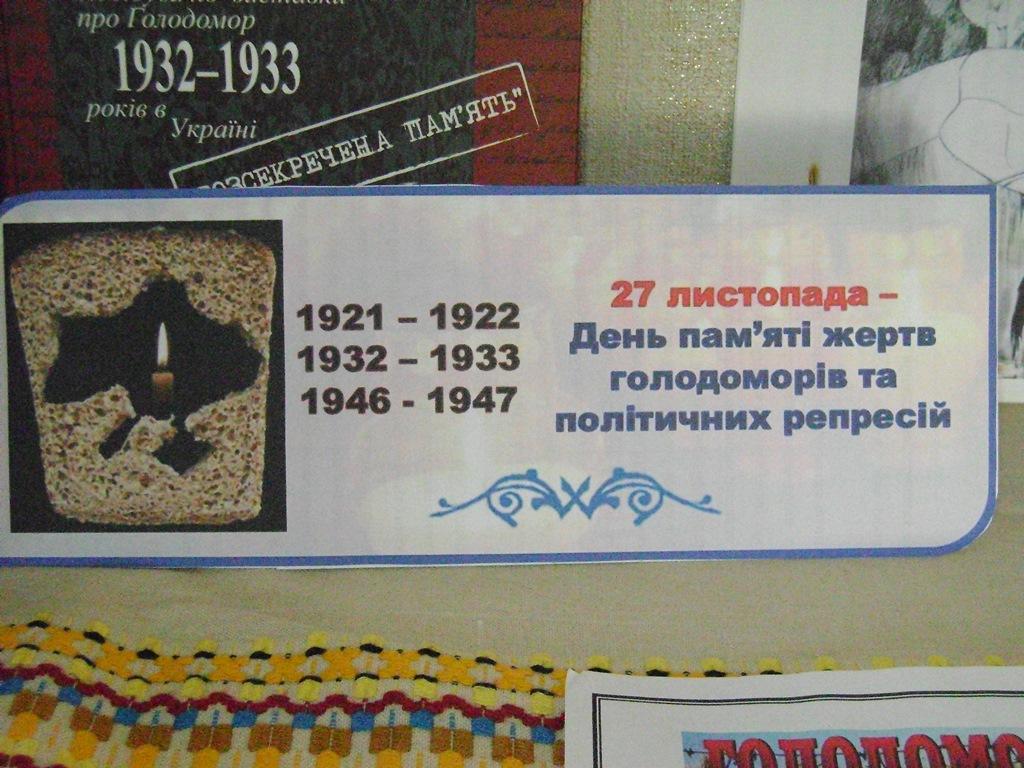 про Голодомор
1932–1933
років в
Україні
РОЗСЕКРЕЧЕНА ПАМ'ЯТЬ"
1921 – 1922
1932 – 1933
1946 - 1947
27 листопада –
День пам’яті жертв
голодоморів та
політичних репресій
ГОЛОДОМО